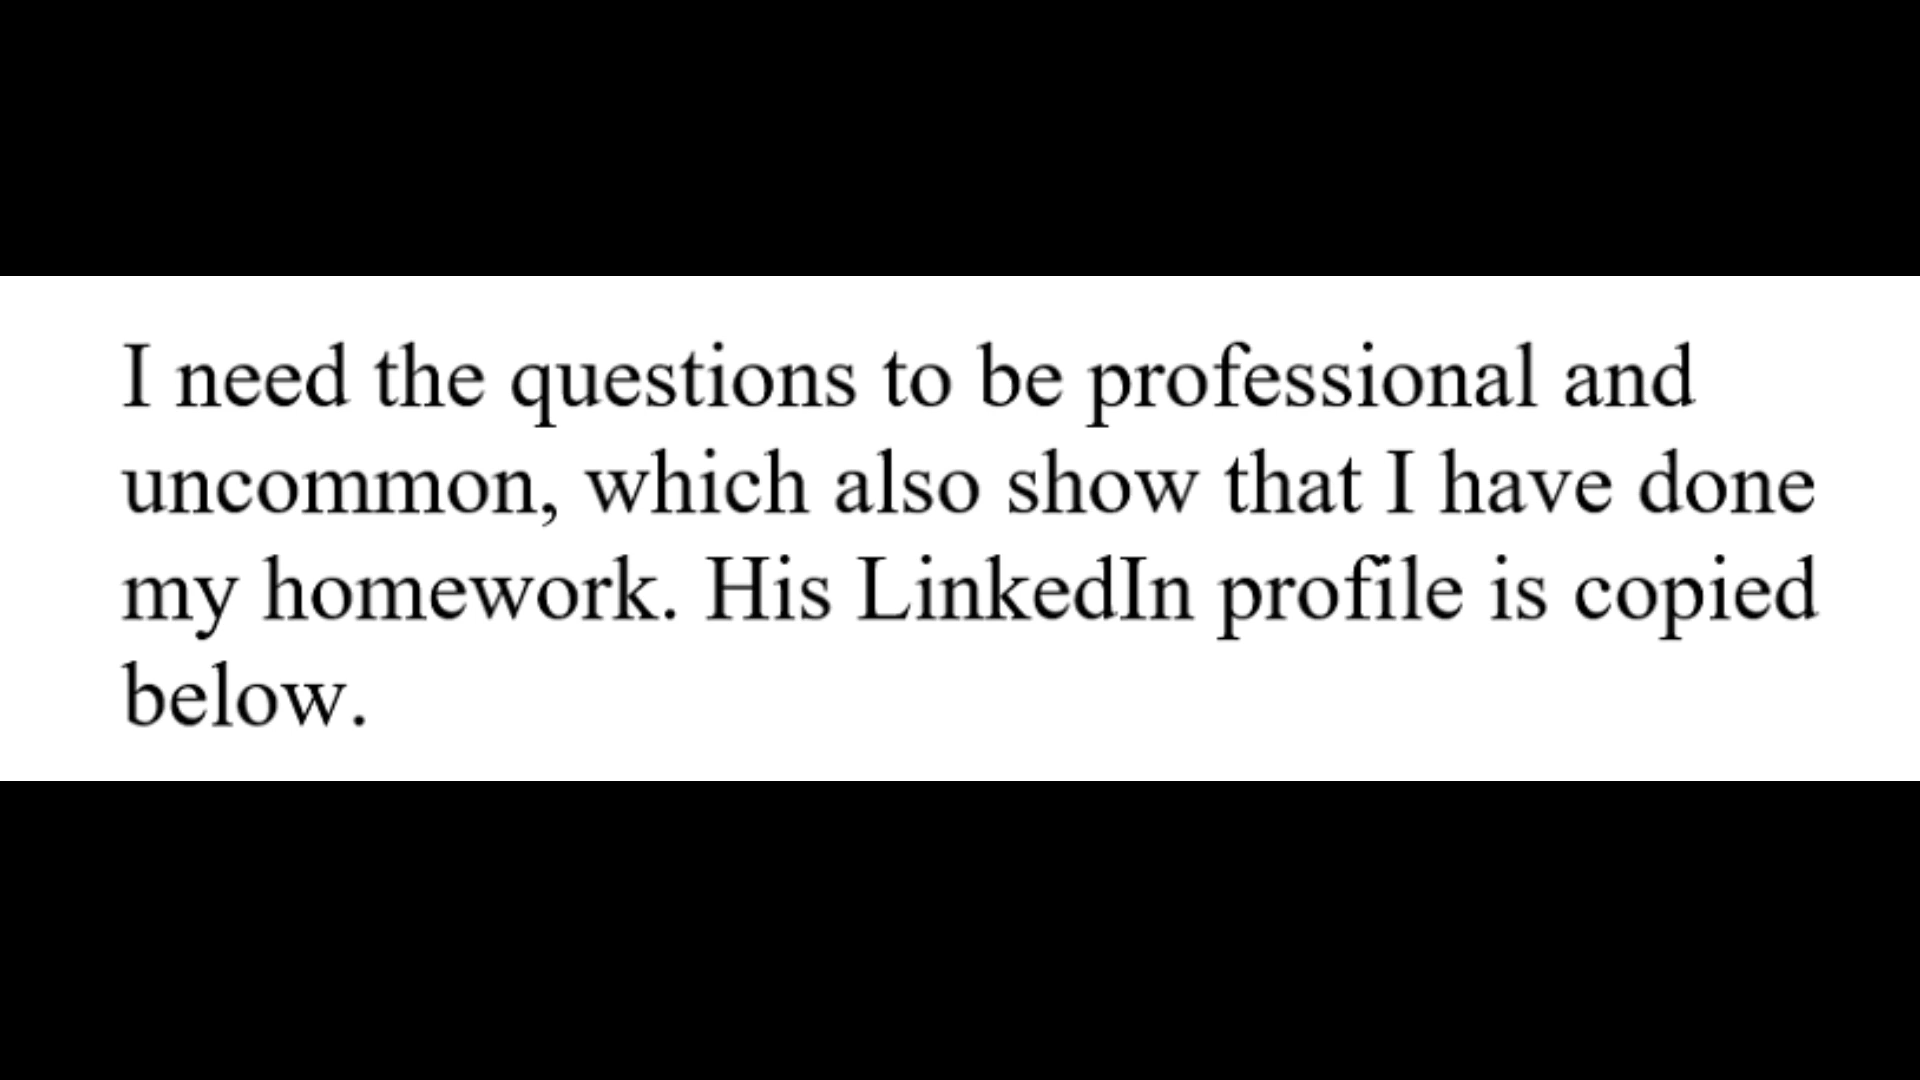 I need the questions to be professional and
uncommon, which also show that I have done
my homework. His LinkedIn profile is copied
below.